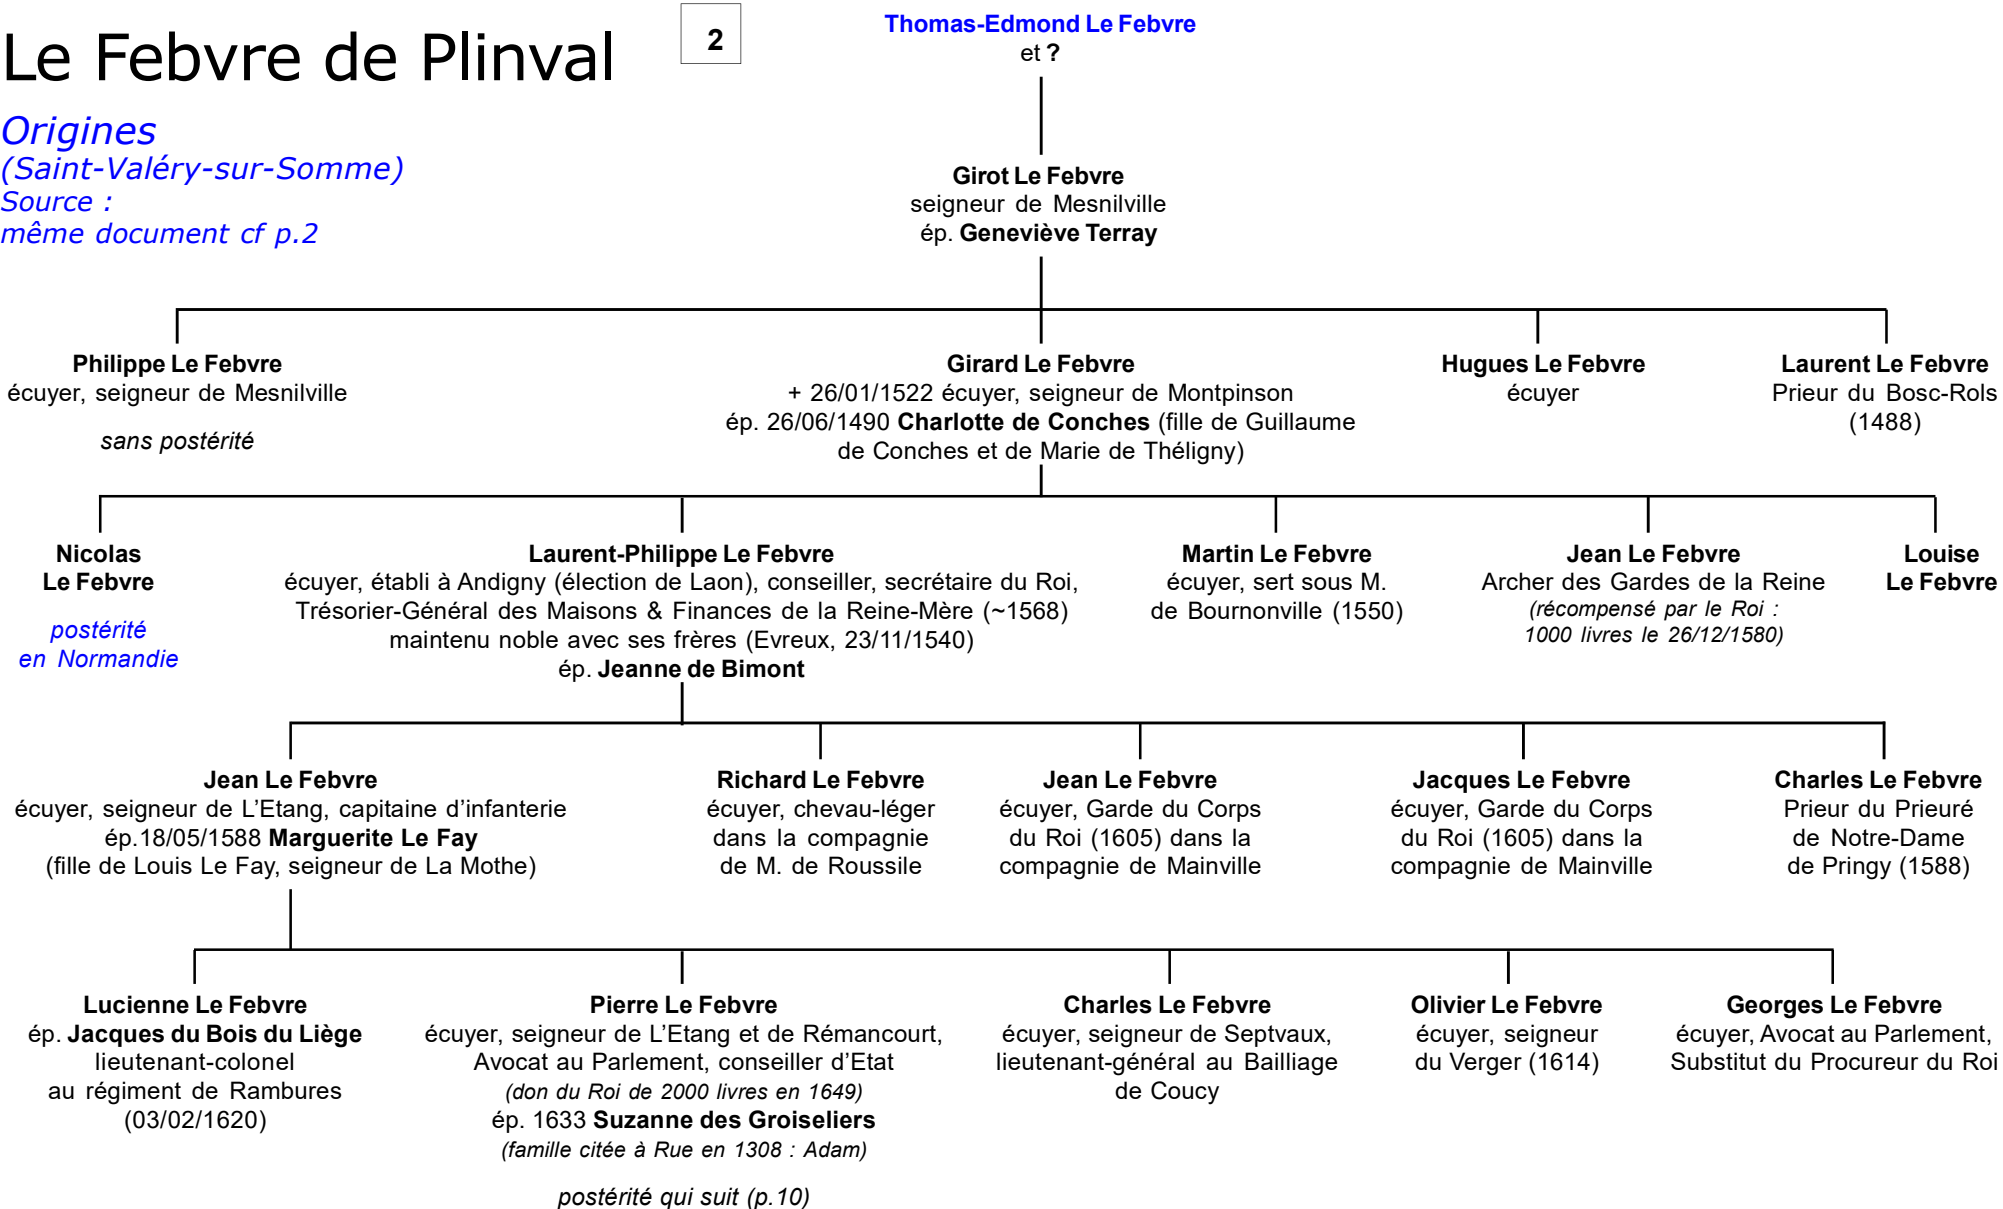 Le Febvre de Plinval
2
Origines
(Saint-Valéry-sur-Somme)
Source :
même document cf p.2
Thomas-Edmond Le Febvre
et ?
Girot Le Febvre
seigneur de Mesnilville
ép. Geneviève Terray
Philippe Le Febvre
écuyer, seigneur de Mesnilville
sans postérité
Girard Le Febvre
+ 26/01/1522 écuyer, seigneur de Montpinson
ép. 26/06/1490 Charlotte de Conches (fille de Guillaume
de Conches et de Marie de Théligny)
Hugues Le Febvre
écuyer
Laurent Le Febvre
Prieur du Bosc-Rols
(1488)
Nicolas
Le Febvre
postérité
en Normandie
Laurent-Philippe Le Febvre
écuyer, établi à Andigny (élection de Laon), conseiller, secrétaire du Roi,
Trésorier-Général des Maisons & Finances de la Reine-Mère (~1568)
maintenu noble avec ses frères (Evreux, 23/11/1540)
ép. Jeanne de Bimont
Martin Le Febvre
écuyer, sert sous M.
de Bournonville (1550)
Jean Le Febvre
Archer des Gardes de la Reine
(récompensé par le Roi :
1000 livres le 26/12/1580)
Louise
Le Febvre
Jean Le Febvre
écuyer, seigneur de L'Etang, capitaine d'infanterie
ép.18/05/1588 Marguerite Le Fay
(fille de Louis Le Fay, seigneur de La Mothe)
Richard Le Febvre
écuyer, chevau-léger
dans la compagnie
de M. de Roussile
Jean Le Febvre
écuyer, Garde du Corps
du Roi (1605) dans la
compagnie de Mainville
Jacques Le Febvre
écuyer, Garde du Corps
du Roi (1605) dans la
compagnie de Mainville
Charles Le Febvre
Prieur du Prieuré
de Notre-Dame
de Pringy (1588)
Lucienne Le Febvre
ép. Jacques du Bois du Liège
lieutenant-colonel
au régiment de Rambures
(03/02/1620)
Pierre Le Febvre
écuyer, seigneur de L'Etang et de Rémancourt,
Avocat au Parlement, conseiller d'Etat
(don du Roi de 2000 livres en 1649)
ép. 1633 Suzanne des Groiseliers
(famille citée à Rue en 1308 : Adam)
postérité qui suit (p.10)
Charles Le Febvre
écuyer, seigneur de Septvaux,
lieutenant-général au Bailliage
de Coucy
Olivier Le Febvre
écuyer, seigneur
du Verger (1614)
Georges Le Febvre
écuyer, Avocat au Parlement,
Substitut du Procureur du Roi